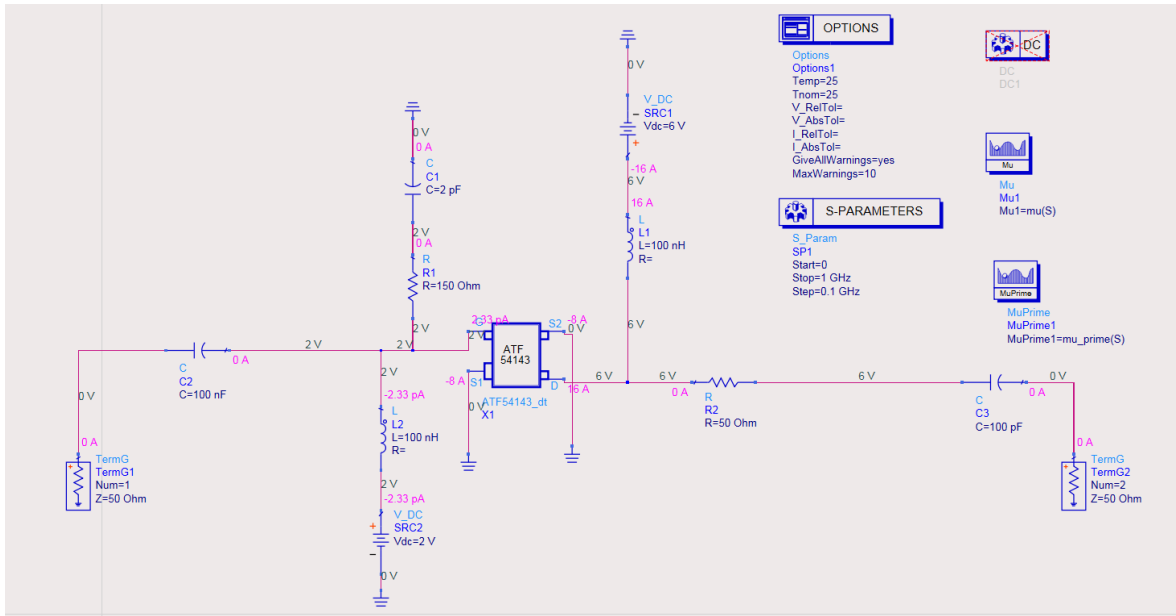 OPTIONS
Options
Options1
Temp=25
Tnom=25
V_RelTol=
V_AbsTol=
I_RelTol=
I_AbsTol=
GiveAllWarnings=yes
MaxWarnings=10
S-PARAMETERS
S_Param
SP1
Start=0
Stop=1 GHz
Step=0.1 GHz
DC
DC
DC1
Mu
Mu
Mu1
Mu1=mu(S)
MuPrime
MuPrime
MuPrime1
MuPrime1=mu_prime(S)
0 V
V_DC
SRC1
Vdc=6 V
-
+
-16 A
6 V
16 A
L
L1
L=100 nH
R=
6 V
0 V
0 A
C
C1
C=2 pF
2 V
0 A
R
R1
R=150 Ohm
2 V
2 V
2 V
2.33 pA
G
2 V
S2
-8 A
0 V
ATF
54143
-8 A
S1
D
16 A
0 V
ATF54143_dt
X1
6 V
6 V
0 A
R
R2
R=50 Ohm
6 V
0 A
C
C3
C=100 pF
0 V
0 A
TermG
TermG2
Num=2
Z=50 Ohm
0 A
C
C2
C=100 nF
0 V
0 A
TermG
TermG1
Num=1
Z=50 Ohm
2 V
-2.33 pA
L
L2
L=100 nH
R=
2 V
-2.33 pA
V_DC
SRC2
Vdc=2 V
+
-
0 V